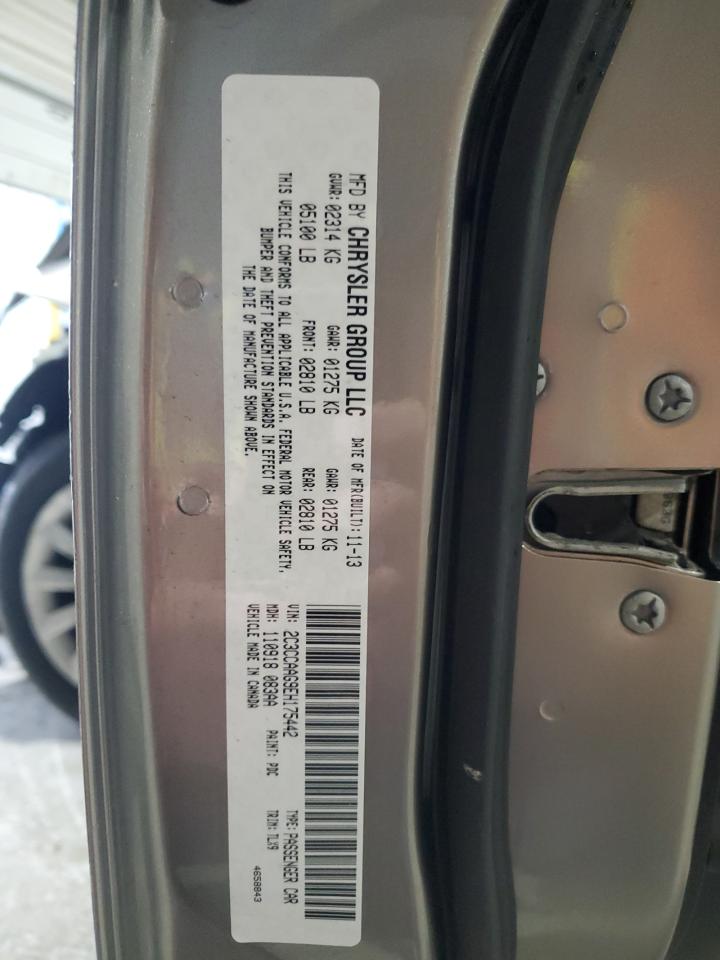 MFD BY CHRYSLER GROUP LLC DATE OF MFR(BUILT): 11-13
GVWR: 02314 KG GAWR: 01275 KG GAWR: 01275 KG
05100 LB FRONT: 02810 LB REAR: 02810 LB
THIS VEHICLE CONFORMS TO ALL APPLICABLE U.S.A. FEDERAL MOTOR VEHICLE SAFETY,
BUMPER AND THEFT PREVENTION STANDARDS IN EFFECT ON
THE DATE OF MANUFACTURE SHOWN ABOVE.
VIN: 2C3CCAAG9EH175442 TYPE: PASSENGER CAR
MDH: 110918 083AA PAINT: PDC TRIM: TLX9
VEHICLE MADE IN CANADA
4658843